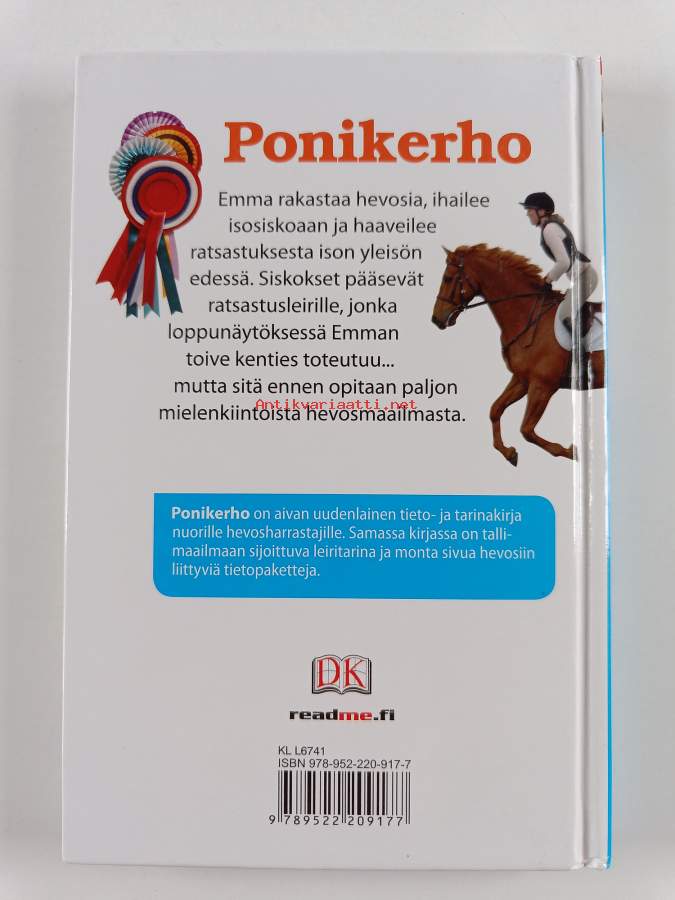 Ponikerho
Emma rakastaa hevosia, ihailee
isosiskoaan ja haaveilee
ratsastuksesta ison yleisön
edessä. Siskokset pääsevät
ratsastusleirille, jonka
loppunäytöksessä Emman
toive kenties toteutuu...
mutta sitä ennen opitaan paljon
Antikvariaatti.net
mielenkiintoista hevosmaailmasta.
Ponikerho on aivan uudenlainen tieto- ja tarinakirja
nuorille hevosharrastajille. Samassa kirjassa on talli-
maailmaan sijoittuva leiritarina ja monta sivua hevosiin
liittyviä tietopaketteja.
DK
readme.fi
KL L6741
ISBN 978-952-220-917-7
9 789522 209177